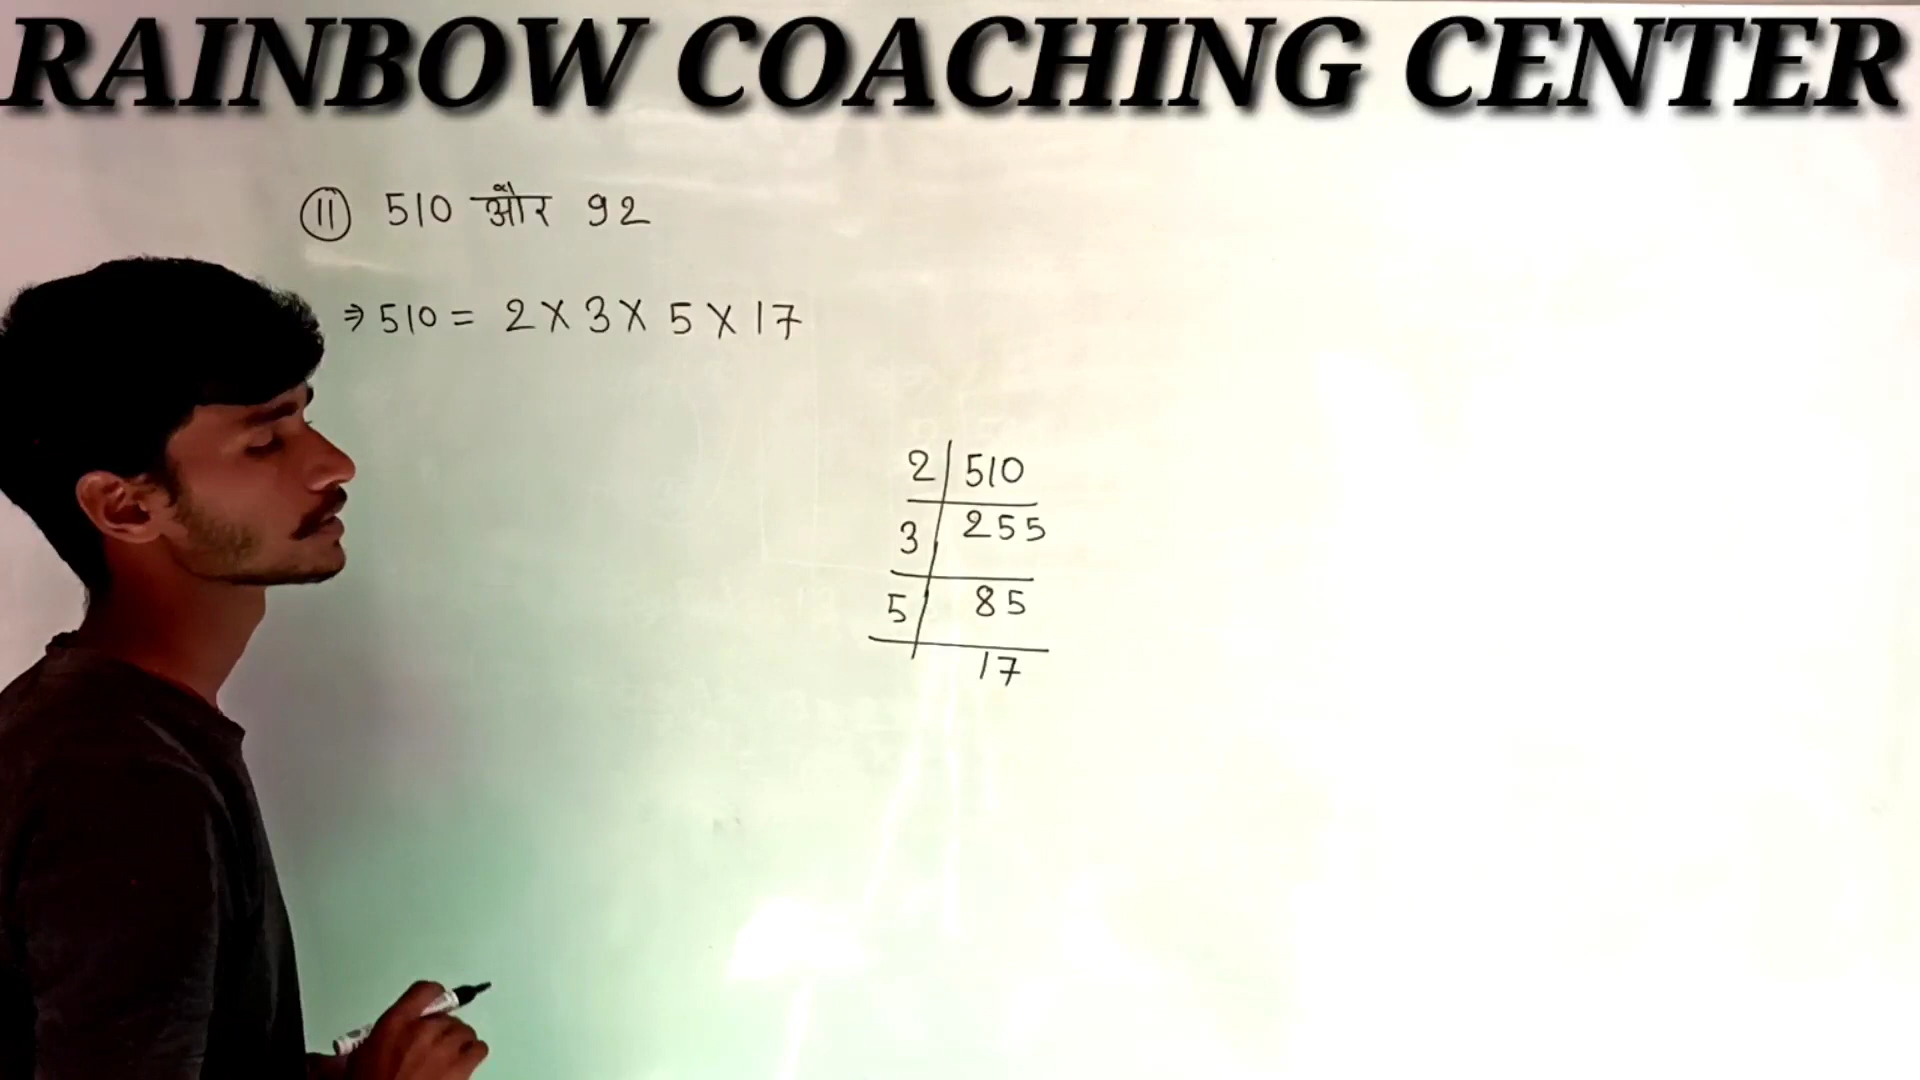 RAINBOW COACHING CENTER
(11) 510 और 92
⇒ 510 = 2 X 3 X 5 X 17
2 | 510
3 | 255
5 | 85
17